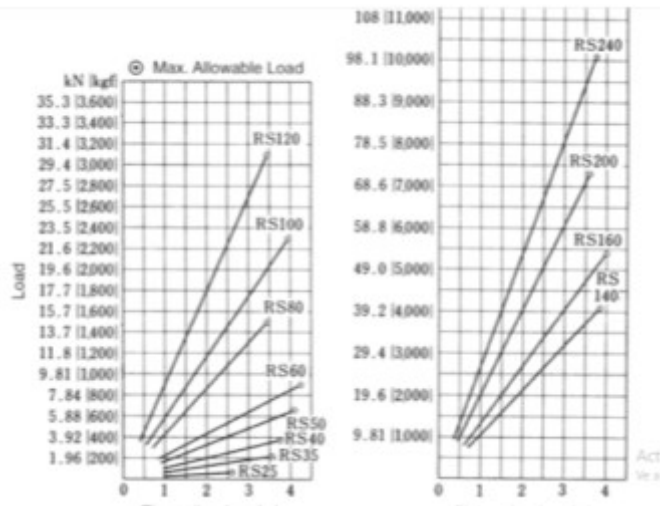 Max. Allowable Load
kN |kgf|
35.3 |3,600|
33.3 |3,400|
31.4 |3,200|
29.4 |3,000|
27.5 |2,800|
25.5 |2,600|
23.5 |2,400|
21.6 |2,200|
19.6 |2,000|
17.7 |1,800|
15.7 |1,600|
13.7 |1,400|
11.8 |1,200|
9.81 |1,000|
7.84 |800|
5.88 |600|
3.92 |400|
1.96 |200|
Load
RS120
RS100
RS80
RS60
RS50
RS40
RS35
RS25
0 1 2 3 4
108 |11,000|
98.1 |10,000|
88.3 |9,000|
78.5 |8,000|
68.6 |7,000|
58.8 |6,000|
49.0 |5,000|
39.2 |4,000|
29.4 |3,000|
19.6 |2,000|
9.81 |1,000|
RS240
RS200
RS160
RS
140
0 1 2 3 4